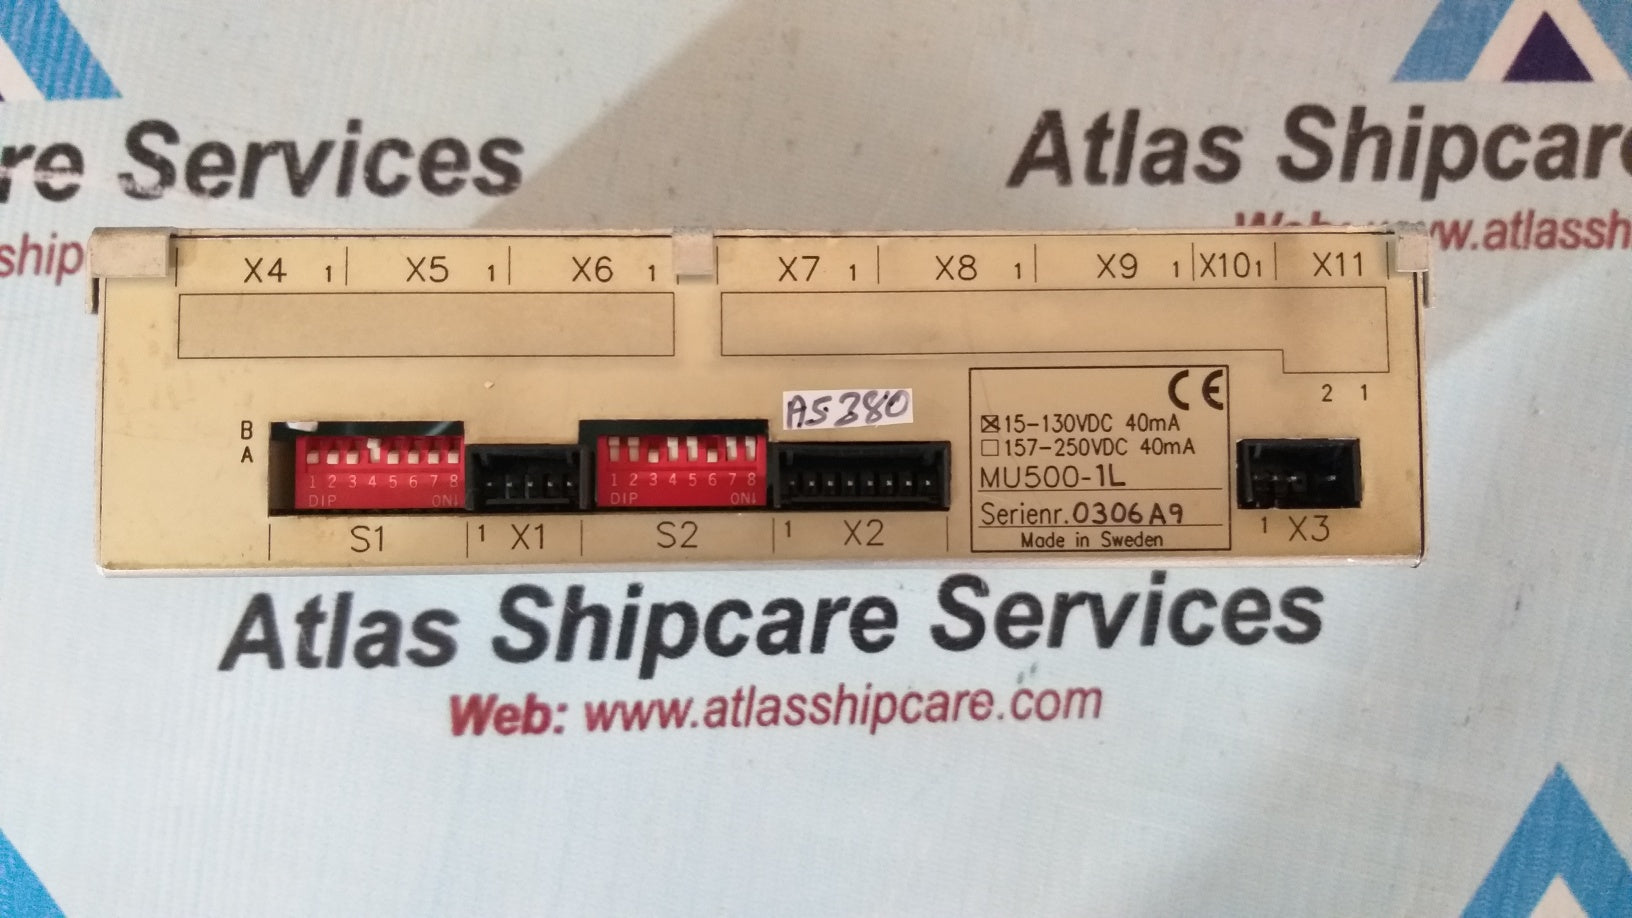 re Services
Atlas Shipcar
ship
Web: www.atlassh
X4 1 X5 1 X6 1 X7 1 X8 1 X9 1 X10 1 X11
2 1
AS 380
CE
B
A
☒15-130VDC 40mA
☐157-250VDC 40mA
MU500-1L
Serienr. 0306A9
Made in Sweden
1 2 3 4 5 6 7 8
DIP ON↓
1 2 3 4 5 6 7 8
DIP ON↓
S1 1 X1 S2 1 X2 1 X3
Atlas Shipcare Services
Web: www.atlasshipcare.com